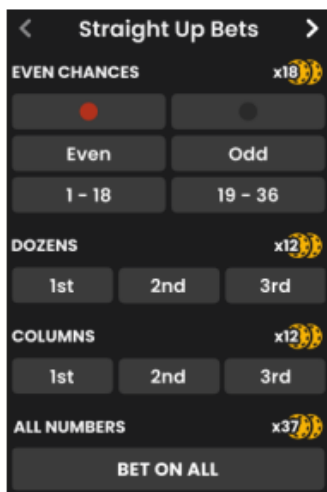 Straight Up Bets
EVEN CHANCES x18
Even Odd
1 - 18 19 - 36
DOZENS x12
1st 2nd 3rd
COLUMNS x12
1st 2nd 3rd
ALL NUMBERS x37
BET ON ALL